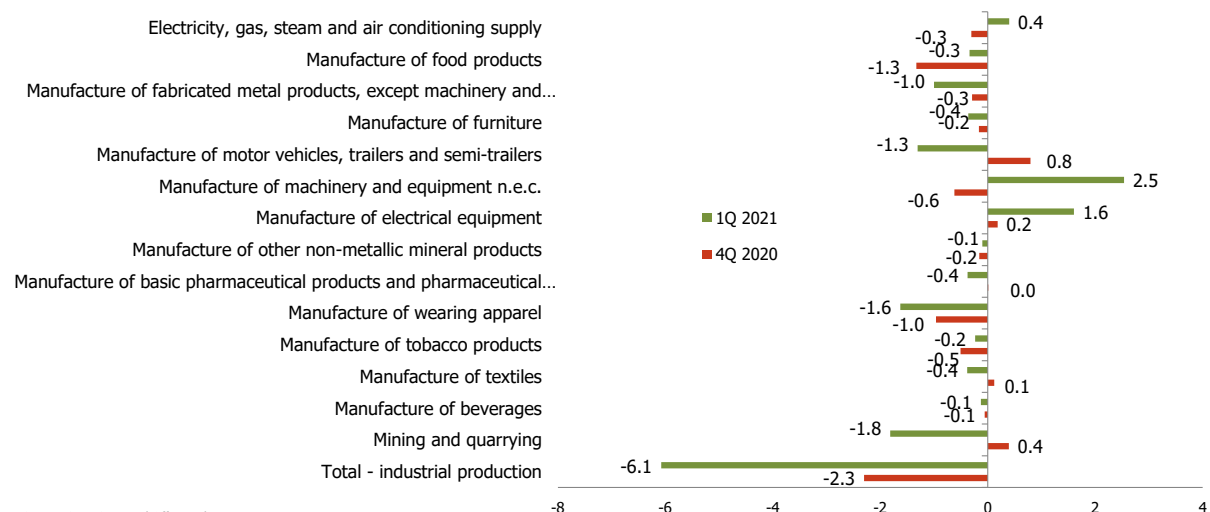 Electricity, gas, steam and air conditioning supply
0.4
-0.3
Manufacture of food products
-0.3
-1.3
Manufacture of fabricated metal products, except machinery and…
-1.0
-0.3
Manufacture of furniture
-0.4
-0.2
Manufacture of motor vehicles, trailers and semi-trailers
-1.3
0.8
Manufacture of machinery and equipment n.e.c.
2.5
-0.6
Manufacture of electrical equipment
1.6
0.2
1Q 2021
4Q 2020
Manufacture of other non-metallic mineral products
-0.1
-0.2
Manufacture of basic pharmaceutical products and pharmaceutical…
-0.4
0.0
Manufacture of wearing apparel
-1.6
-1.0
Manufacture of tobacco products
-0.2
-0.5
Manufacture of textiles
-0.4
0.1
Manufacture of beverages
-0.1
-0.1
Mining and quarrying
-1.8
0.4
Total - industrial production
-6.1
-2.3
-8 -6 -4 -2 0 2 4